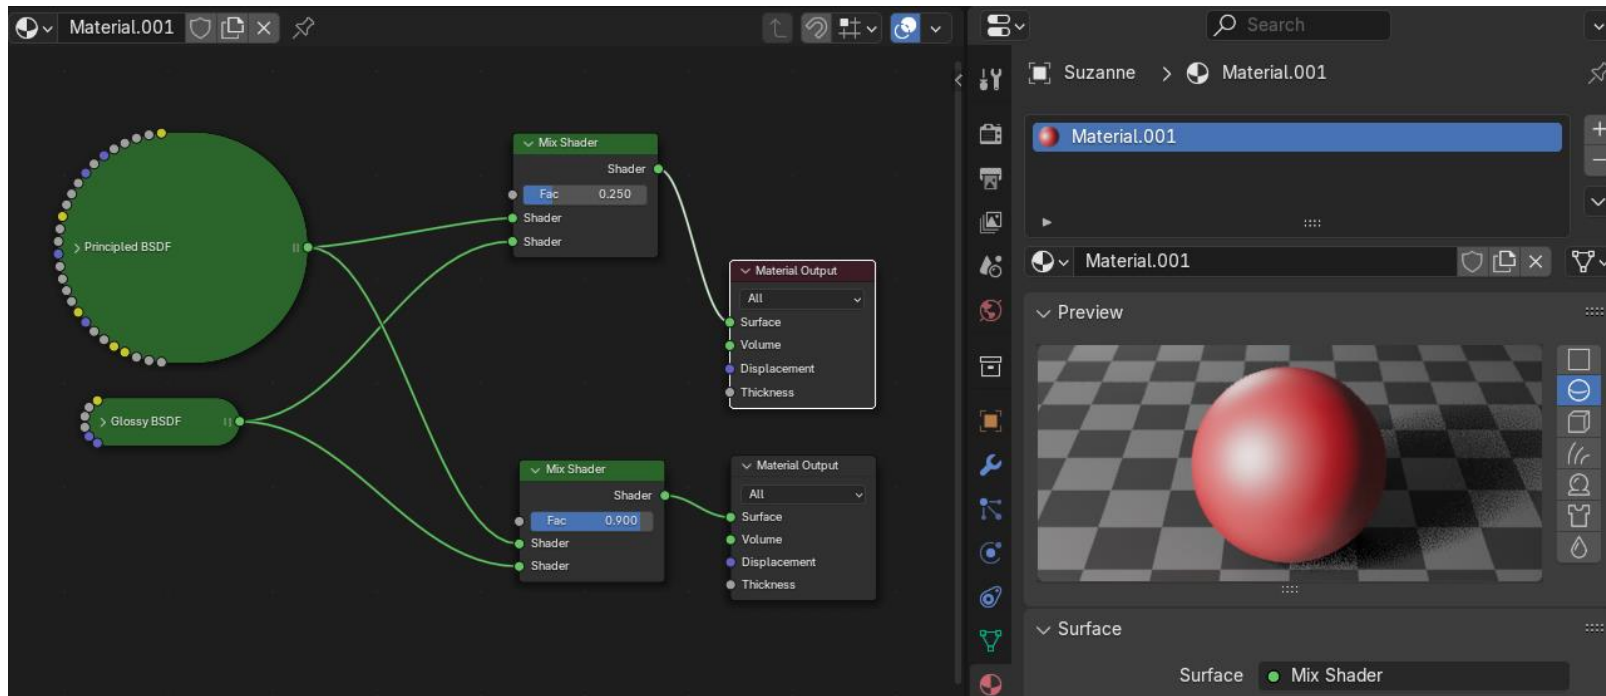 Material.001
Search
Suzanne > Material.001
Material.001
Material.001
Preview
Surface
Surface Mix Shader
Principled BSDF
Glossy BSDF
Mix Shader
Shader
Fac 0.250
Shader
Shader
Material Output
All
Surface
Volume
Displacement
Thickness
Mix Shader
Shader
Fac 0.900
Shader
Shader
Material Output
All
Surface
Volume
Displacement
Thickness